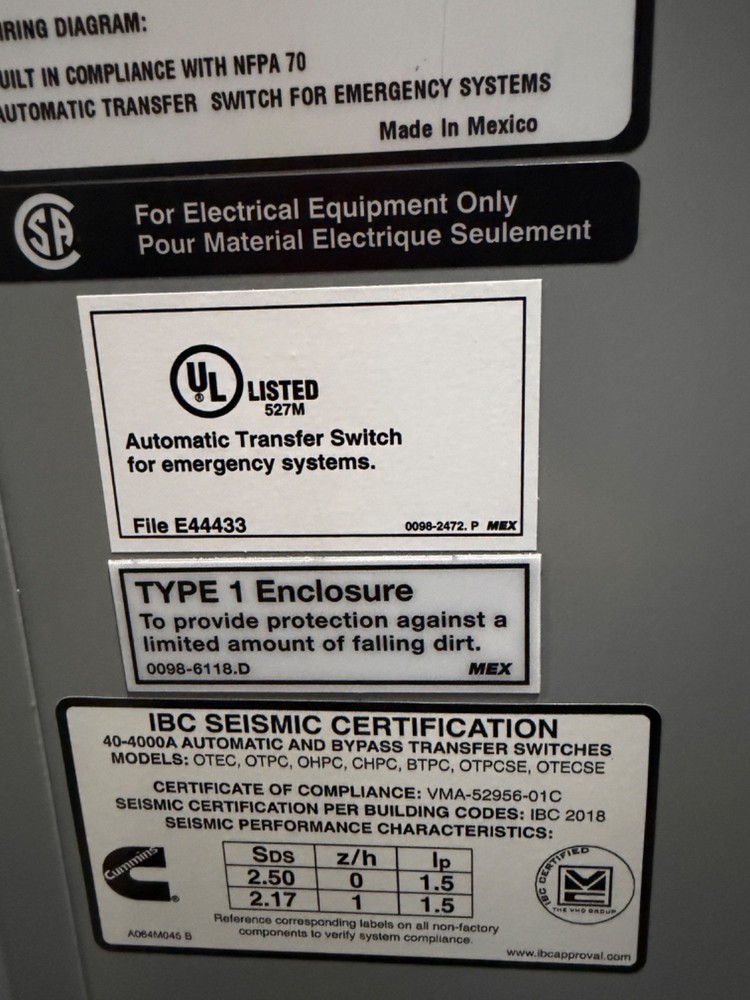 RING DIAGRAM:
UILT IN COMPLIANCE WITH NFPA 70
AUTOMATIC TRANSFER SWITCH FOR EMERGENCY SYSTEMS
Made In Mexico
SA
For Electrical Equipment Only
Pour Material Electrique Seulement
UL ® LISTED
527M
Automatic Transfer Switch
for emergency systems.
File E44433 0098-2472. P MEX
TYPE 1 Enclosure
To provide protection against a
limited amount of falling dirt.
0098-6118.D MEX
IBC SEISMIC CERTIFICATION
40-4000A AUTOMATIC AND BYPASS TRANSFER SWITCHES
MODELS: OTEC, OTPC, OHPC, CHPC, BTPC, OTPCSE, OTECSE
CERTIFICATE OF COMPLIANCE: VMA-52956-01C
SEISMIC CERTIFICATION PER BUILDING CODES: IBC 2018
SEISMIC PERFORMANCE CHARACTERISTICS:
Cummins ®
SDS z/h Ip
2.50 0 1.5
2.17 1 1.5
IBC CERTIFIED
THE VMC GROUP
Reference corresponding labels on all non-factory
components to verify system compliance.
A064M045 B
www.ibcapproval.com